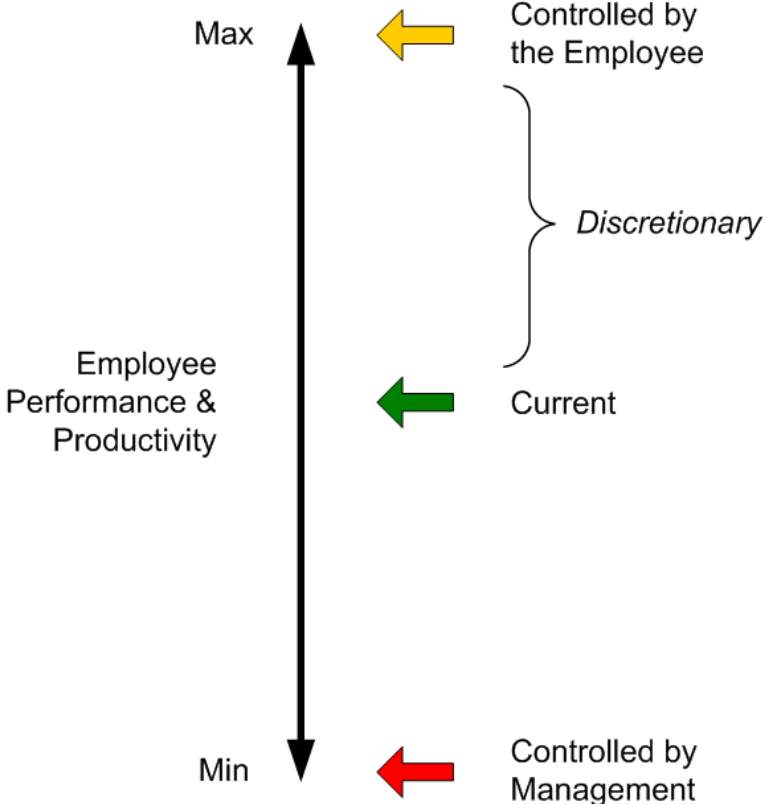 Max
Controlled by
the Employee
Discretionary
Employee
Performance &
Productivity
Current
Min
Controlled by
Management